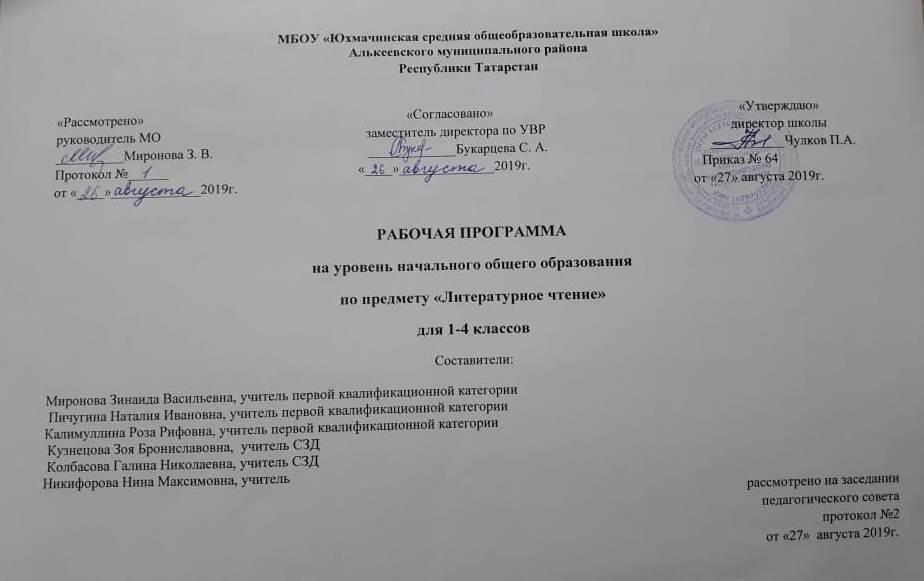 МБОУ «Юхмачинская средняя общеобразовательная школа»
Алькеевского муниципального района
Республики Татарстан
«Рассмотрено»
руководитель МО
Миронова З. В.
Протокол № 1
от « 26 » августа 2019г.
«Согласовано»
заместитель директора по УВР
Букарцева С. А.
« 26 » августа 2019г.
«Утверждаю»
директор школы
Чулков П.А.
Приказ № 64
от «27» августа 2019г.
РАБОЧАЯ ПРОГРАММА
на уровень начального общего образования
по предмету «Литературное чтение»
для 1-4 классов
Составители:
Миронова Зинаида Васильевна, учитель первой квалификационной категории
Пичугина Наталия Ивановна, учитель первой квалификационной категории
Калимуллина Роза Рифовна, учитель первой квалификационной категории
Кузнецова Зоя Брониславовна, учитель СЗД
Колбасова Галина Николаевна, учитель СЗД
Никифорова Нина Максимовна, учитель
рассмотрено на заседании
педагогического совета
протокол №2
от «27» августа 2019г.